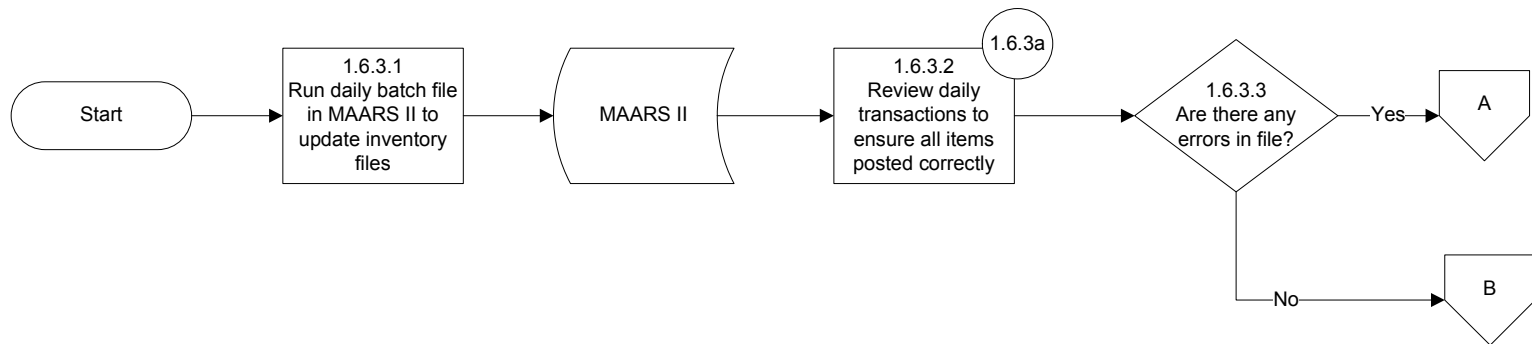 Start
1.6.3.1
Run daily batch file
in MAARS II to
update inventory
files
MAARS II
1.6.3a
1.6.3.2
Review daily
transactions to
ensure all items
posted correctly
1.6.3.3
Are there any
errors in file?
Yes
A
No
B